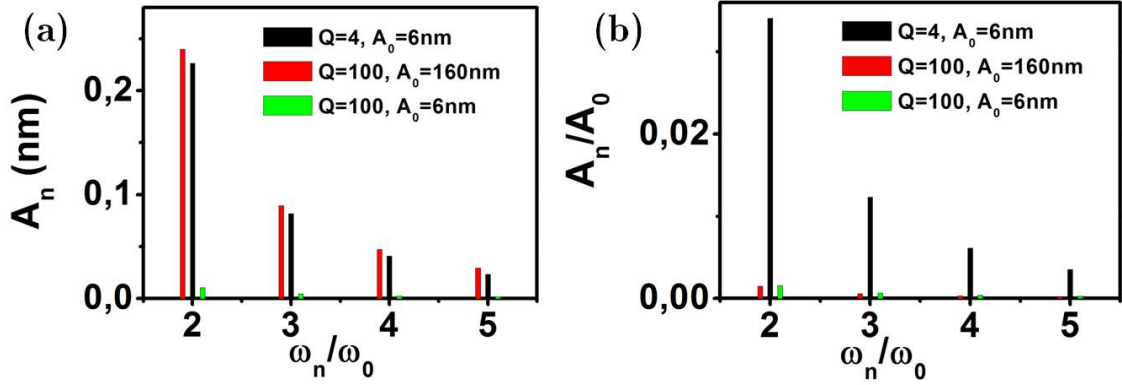 (a)
Q=4, A₀=6nm
Q=100, A₀=160nm
Q=100, A₀=6nm
Aₙ (nm)
0,2
0,1
0,0
2 3 4 5
ωₙ/ω₀
(b)
Q=4, A₀=6nm
Q=100, A₀=160nm
Q=100, A₀=6nm
Aₙ/A₀
0,02
0,00
2 3 4 5
ωₙ/ω₀